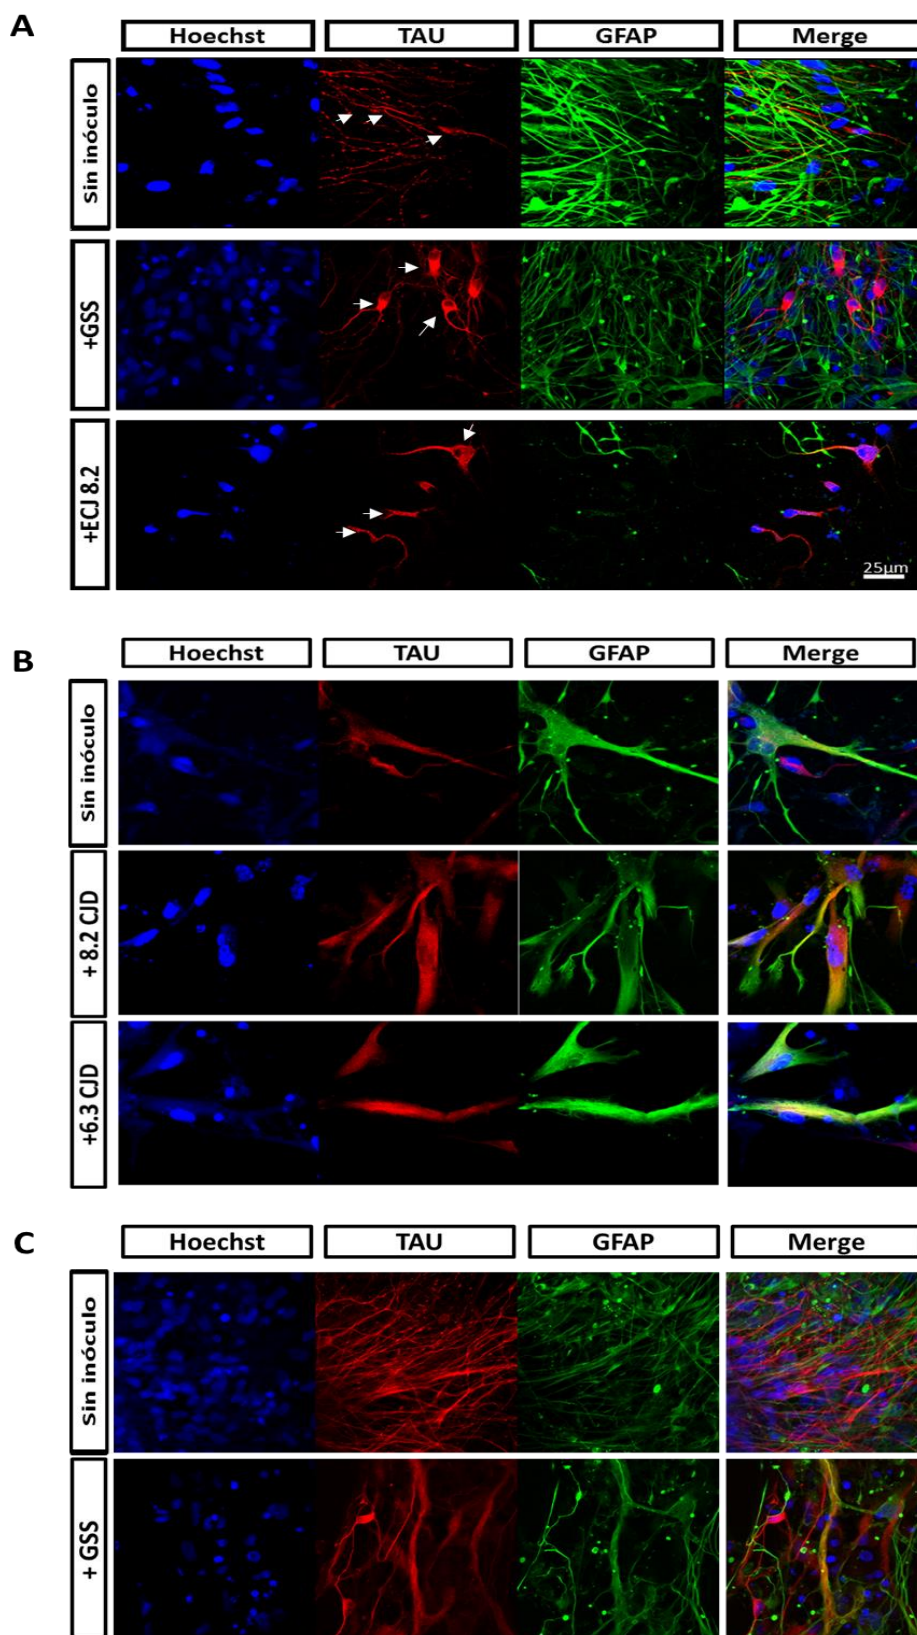 A
Hoechst TAU GFAP Merge
Sin inóculo
+GSS
+ECJ 8.2
25µm
B
Hoechst TAU GFAP Merge
Sin inóculo
+ 8.2 CJD
+6.3 CJD
C
Hoechst TAU GFAP Merge
Sin inóculo
+ GSS